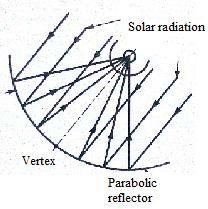 Solar radiation
Vertex
Parabolic
reflector